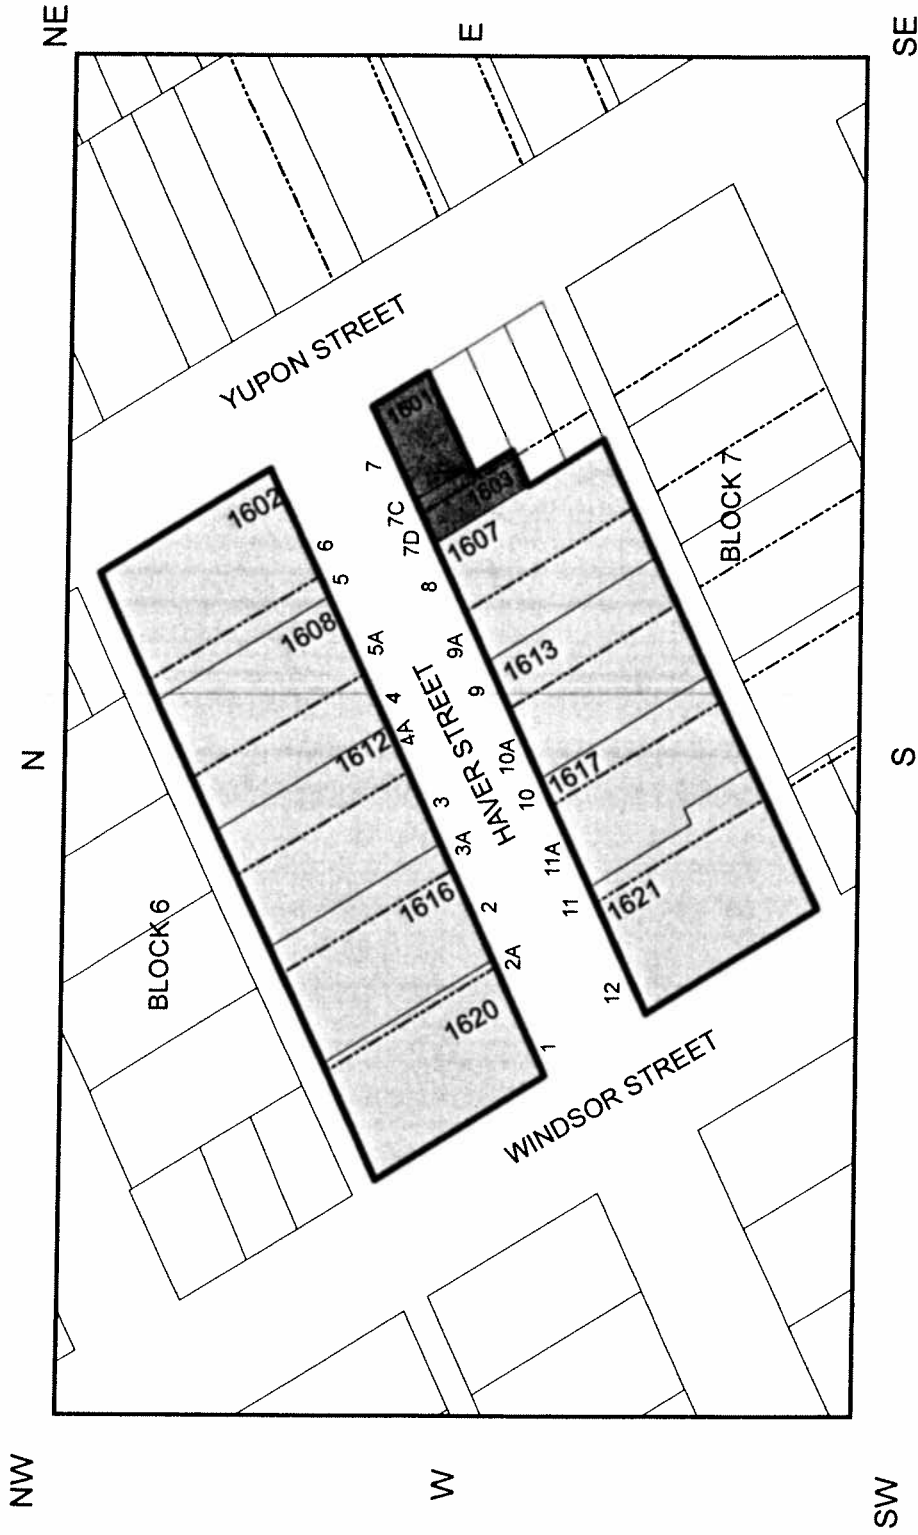 NE
E
SE
YUPON STREET
1601
7
1602
7C
1603
7D
1607
BLOCK 7
6
5
8
1608
5A
9A
1613
4
9
4A
HAVER STREET
N
1612
10A
S
3
10
1617
3A
11A
1616
2
11
1621
BLOCK 6
2A
12
1620
1
WINDSOR STREET
NW
W
SW